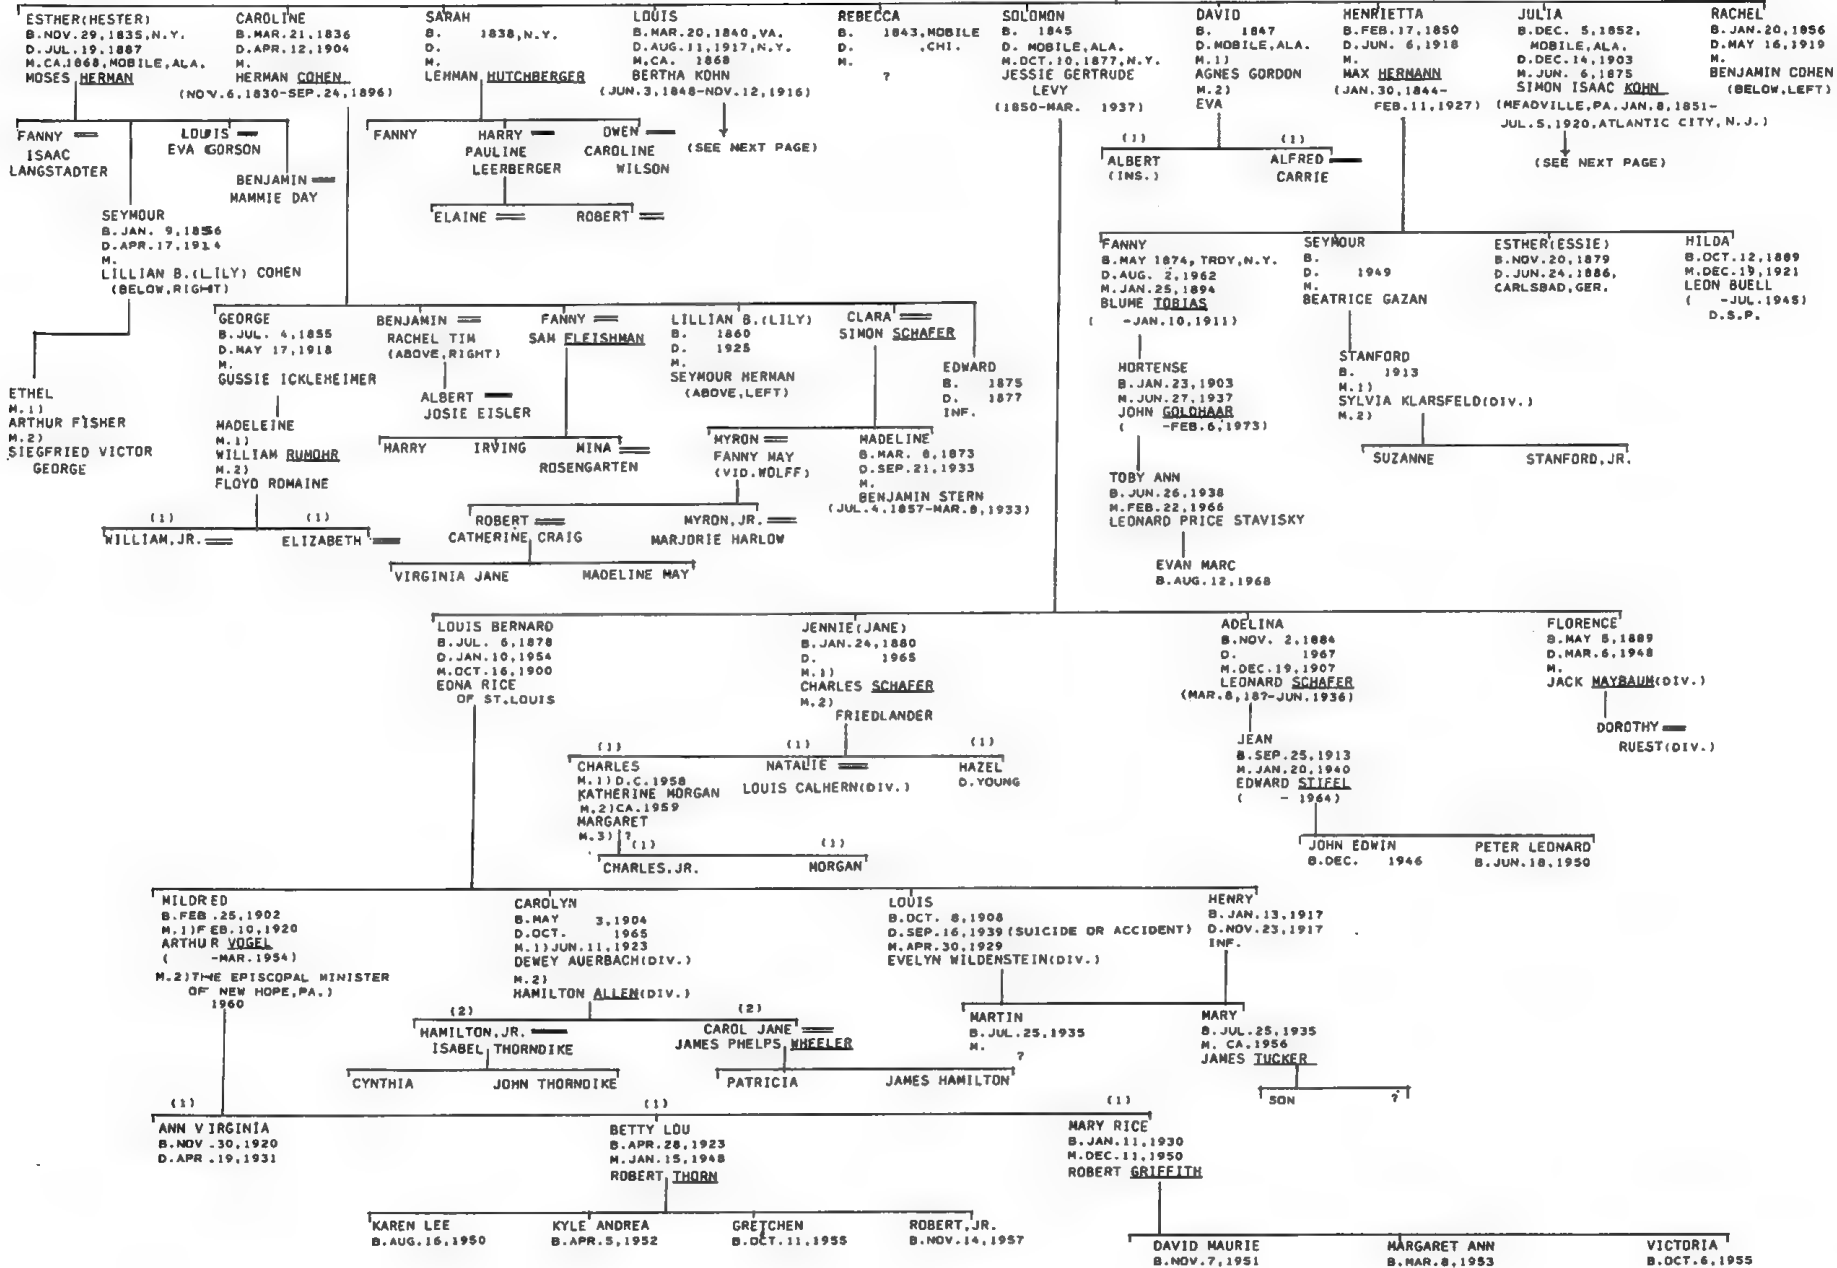 ESTHER(HESTER)
B.NOV.29,1835,N.Y.
D.JUL.19,1887
M.CA.1868,MOBILE,ALA.
MOSES HERMAN
CAROLINE
B.MAR.21,1836
D.APR.12,1904
M.
HERMAN COHEN
(NOV.6,1830-SEP.24,1896)
SARAH
B. 1838,N.Y.
D.
M.
LEHMAN HUTCHBERGER
LOUIS
B.MAR.20,1840,VA.
D.AUG.11,1917,N.Y.
M.CA. 1868
BERTHA KOHN
(JUN.3,1848-NOV.12,1916)
(SEE NEXT PAGE)
REBECCA
B. 1843,MOBILE
D. ,CHI.
M.
?
SOLOMON
B. 1845
D. MOBILE,ALA.
M.OCT.10,1877,N.Y.
JESSIE GERTRUDE
LEVY
(1850-MAR. 1937)
DAVID
B. 1847
D.MOBILE,ALA.
M.1)
AGNES GORDON
M.2)
EVA
HENRIETTA
B.FEB.17,1850
D.JUN. 6,1918
M.
MAX HERMANN
(JAN.30,1844-
FEB.11,1927)
JULIA
B.DEC. 5,1852,
MOBILE,ALA.
D.DEC.14,1903
M.JUN. 6,1875
SIMON ISAAC KOHN
(MEADVILLE,PA.JAN.8,1851-
JUL.5,1920,ATLANTIC CITY,N.J.)
(SEE NEXT PAGE)
RACHEL
B.JAN.20,1856
D.MAY 16,1919
M.
BENJAMIN COHEN
(BELOW,LEFT)
FANNY
ISAAC
LANGSTADTER
LOUIS
EVA GORSON
BENJAMIN
MAMMIE DAY
SEYMOUR
B.JAN. 9,1856
D.APR.17,1914
M.
LILLIAN B.(LILY) COHEN
(BELOW,RIGHT)
FANNY
HARRY
PAULINE
LEERBERGER
OWEN
CAROLINE
WILSON
ELAINE
ROBERT
(1)
ALBERT
(INS.)
(1)
ALFRED
CARRIE
FANNY
B.MAY 1874, TROY,N.Y.
D.AUG. 2,1962
M.JAN.25,1894
BLUME TOBIAS
( -JAN.10,1911)
SEYMOUR
B.
D. 1949
M.
BEATRICE GAZAN
ESTHER(ESSIE)
B.NOV.20,1879
D.JUN.24,1886,
CARLSBAD,GER.
HILDA
B.OCT.12,1889
M.DEC.19,1921
LEON BUELL
( -JUL.1945)
D.S.P.
ETHEL
M.1)
ARTHUR FISHER
M.2)
SIEGFRIED VICTOR
GEORGE
GEORGE
B.JUL. 4,1855
D.MAY 17,1918
M.
GUSSIE ICKLEHEIMER
BENJAMIN
RACHEL TIM
(ABOVE,RIGHT)
FANNY
SAM FLEISHMAN
LILLIAN B.(LILY)
B. 1860
D. 1925
M.
SEYMOUR HERMAN
(ABOVE,LEFT)
CLARA
SIMON SCHAFER
EDWARD
B. 1875
D. 1877
INF.
HORTENSE
B.JAN.23,1903
M.JUN.27,1937
JOHN GOLDHAAR
( -FEB.6,1973)
STANFORD
B. 1913
M.1)
SYLVIA KLARSFELD(DIV.)
M.2)
SUZANNE
STANFORD,JR.
MADELEINE
M.1)
WILLIAM RUMOHR
M.2)
FLOYD ROMAINE
ALBERT
JOSIE EISLER
HARRY
IRVING
MINA
ROSENGARTEN
MYRON
FANNY MAY
(VID.WOLFF)
MADELINE
B.MAR. 8,1873
D.SEP.21,1933
M.
BENJAMIN STERN
(JUL.4,1857-MAR.8,1933)
TOBY ANN
B.JUN.26,1938
M.FEB.22,1966
LEONARD PRICE STAVISKY
(1)
WILLIAM,JR.
(1)
ELIZABETH
ROBERT
CATHERINE CRAIG
MYRON,JR.
MARJORIE HARLOW
VIRGINIA JANE
MADELINE MAY
EVAN MARC
B.AUG.12,1968
LOUIS BERNARD
B.JUL. 6,1878
D.JAN.10,1954
M.OCT.16,1900
EDNA RICE
OF ST.LOUIS
JENNIE(JANE)
B.JAN.24,1880
D. 1965
M.1)
CHARLES SCHAFER
M.2)
FRIEDLANDER
ADELINA
B.NOV. 2,1884
D. 1967
M.DEC.19,1907
LEONARD SCHAFER
(MAR.8,187-JUN.1936)
FLORENCE
B.MAY 5,1889
D.MAR.6,1948
M.
JACK MAYBAUM(DIV.)
DOROTHY
RUEST(DIV.)
(1)
CHARLES
M.1) D.C.1958
KATHERINE MORGAN
M.2)CA.1959
MARGARET
M.3) ?
(1)
NATALIE
LOUIS CALHERN(DIV.)
(1)
HAZEL
D.YOUNG
JEAN
B.SEP.25,1913
M.JAN.20,1940
EDWARD STIFEL
( - 1964)
(1)
CHARLES,JR.
(1)
MORGAN
JOHN EDWIN
B.DEC. 1946
PETER LEONARD
B.JUN.18,1950
MILDRED
B.FEB.25,1902
M.1)FEB.10,1920
ARTHUR VOGEL
( -MAR.1954)
M.2)THE EPISCOPAL MINISTER
OF NEW HOPE,PA.)
1960
CAROLYN
B.MAY 3,1904
D.OCT. 1965
M.1)JUN.11,1923
DEWEY AUERBACH(DIV.)
M.2)
HAMILTON ALLEN(DIV.)
LOUIS
B.OCT. 8,1908
D.SEP.16,1939(SUICIDE OR ACCIDENT)
M.APR.30,1929
EVELYN WILDENSTEIN(DIV.)
HENRY
B.JAN.13,1917
D.NOV.23,1917
INF.
(2)
HAMILTON,JR.
ISABEL THORNDIKE
(2)
CAROL JANE
JAMES PHELPS WHEELER
MARTIN
B.JUL.25,1935
M.
?
MARY
B.JUL.25,1935
M. CA.1956
JAMES TUCKER
CYNTHIA
JOHN THORNDIKE
PATRICIA
JAMES HAMILTON
SON
?
(1)
ANN VIRGINIA
B.NOV.30,1920
D.APR.19,1931
(1)
BETTY LOU
B.APR.28,1923
M.JAN.15,1948
ROBERT THORN
(1)
MARY RICE
B.JAN.11,1930
M.DEC.11,1950
ROBERT GRIFFITH
KAREN LEE
B.AUG.16,1950
KYLE ANDREA
B.APR.5,1952
GRETCHEN
B.OCT.11,1955
ROBERT,JR.
B.NOV.14,1957
DAVID MAURIE
B.NOV.7,1951
MARGARET ANN
B.MAR.8,1953
VICTORIA
B.OCT.6,1955